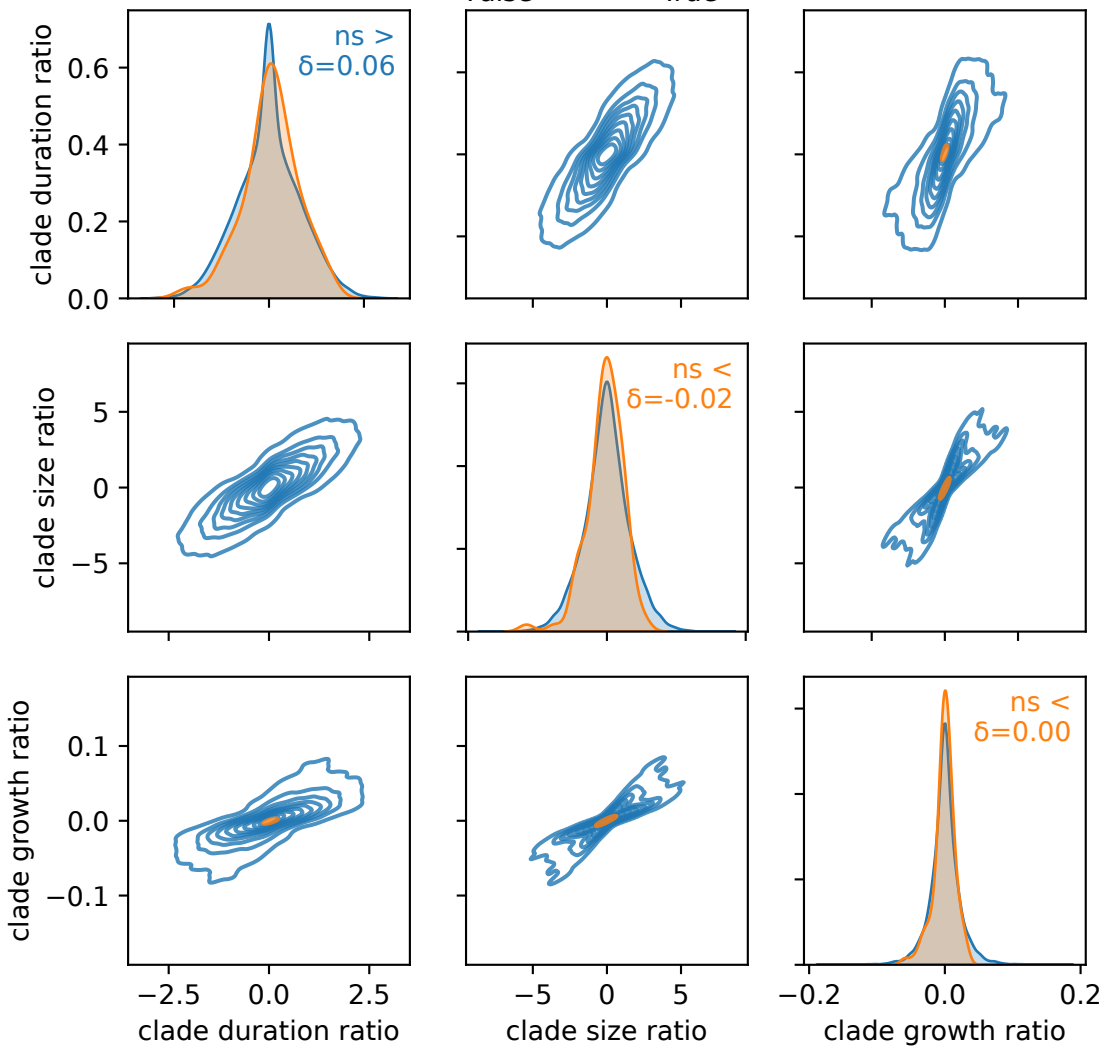 ns >
δ=0.06
0.6
0.4
0.2
0.0
clade duration ratio
ns <
δ=-0.02
5
0
−5
clade size ratio
ns <
δ=0.00
0.1
0.0
−0.1
clade growth ratio
−2.5 0.0 2.5
clade duration ratio
−5 0 5
clade size ratio
−0.2 0.0 0.2
clade growth ratio